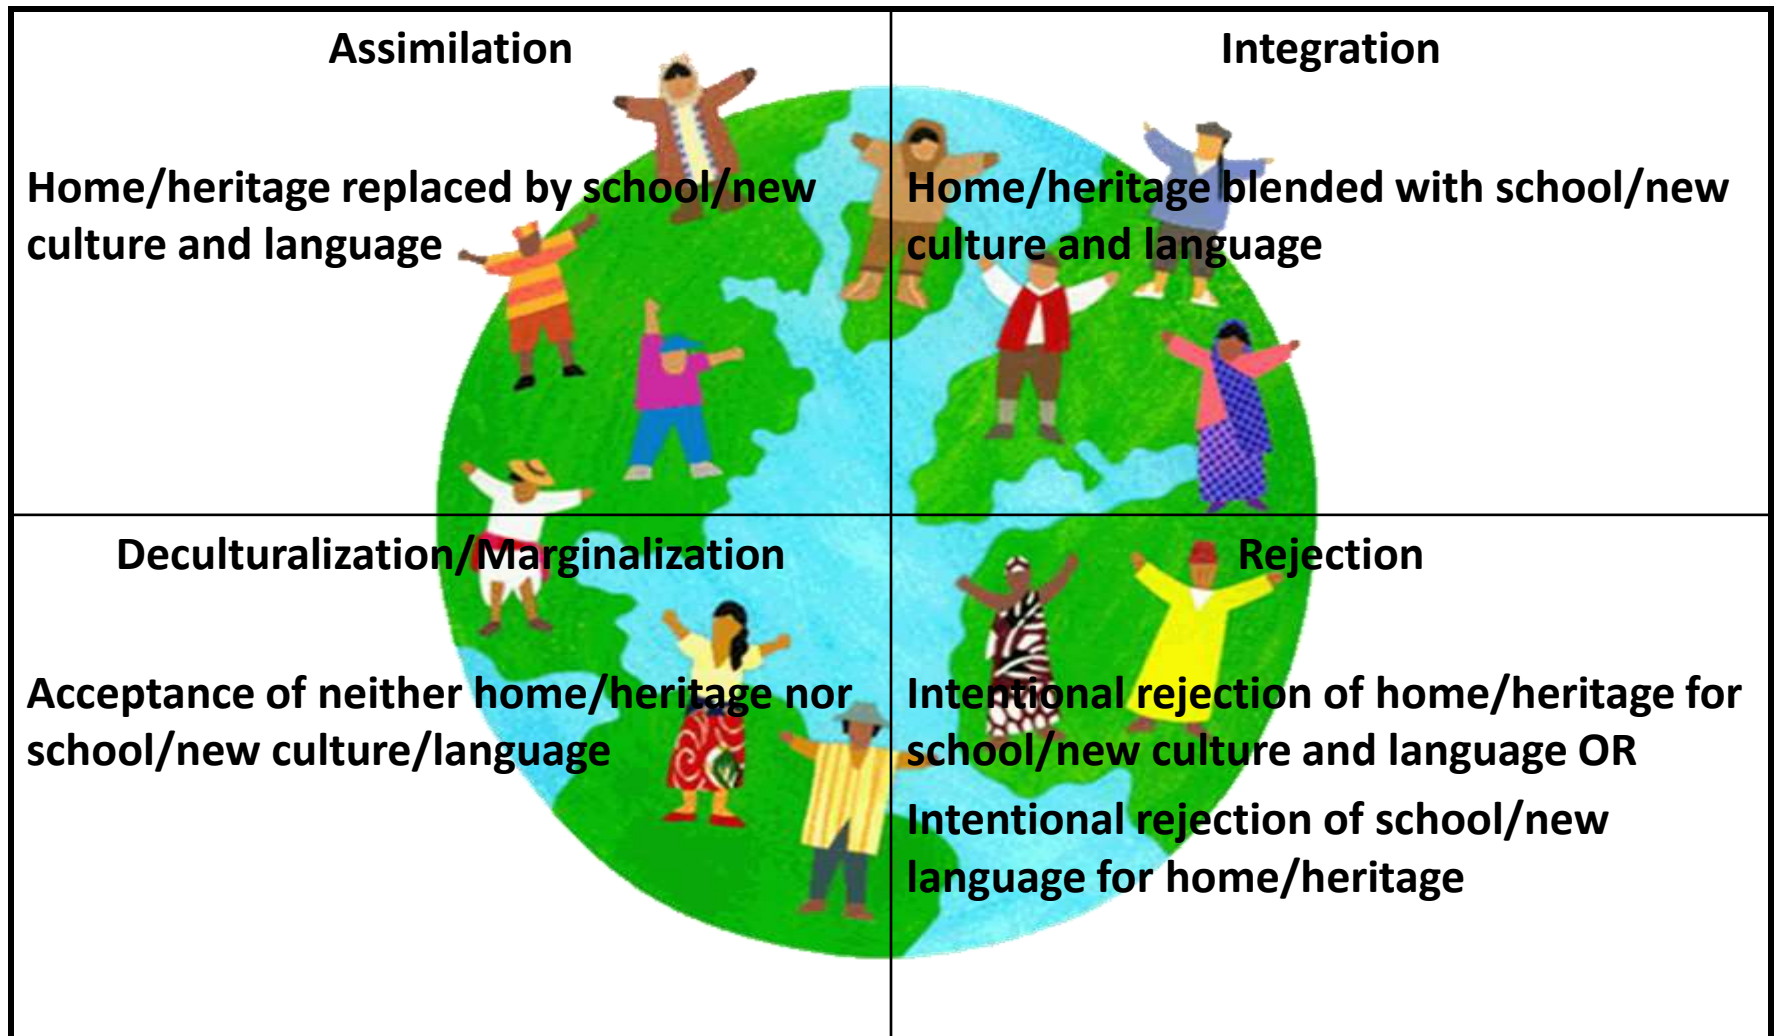 Assimilation
Home/heritage replaced by school/new
culture and language
Integration
Home/heritage blended with school/new
culture and language
Deculturalization/Marginalization
Acceptance of neither home/heritage nor
school/new culture/language
Rejection
Intentional rejection of home/heritage for
school/new culture and language OR
Intentional rejection of school/new
language for home/heritage